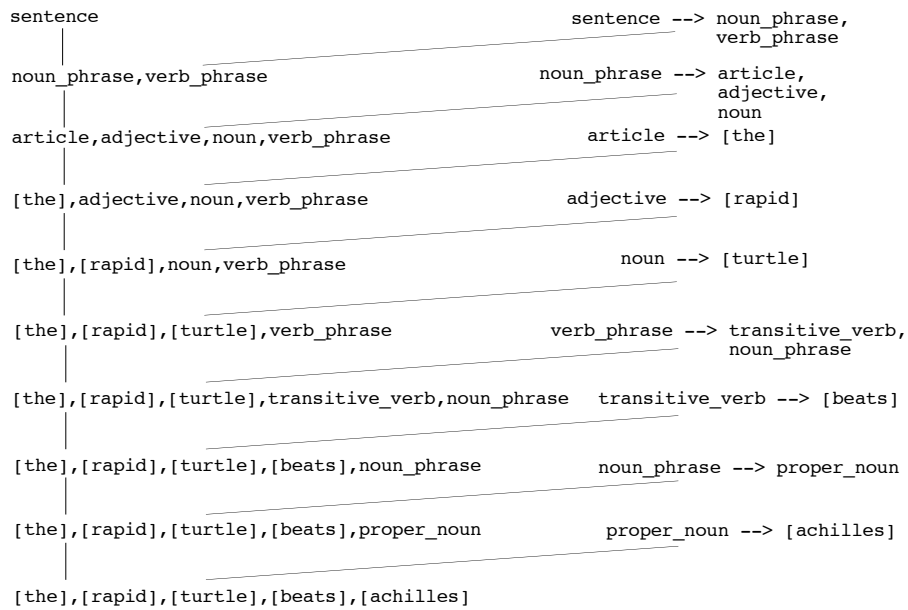 sentence
sentence --> noun_phrase,
verb_phrase
noun_phrase,verb_phrase
noun_phrase --> article,
adjective,
noun
article,adjective,noun,verb_phrase
article --> [the]
[the],adjective,noun,verb_phrase
adjective --> [rapid]
[the],[rapid],noun,verb_phrase
noun --> [turtle]
[the],[rapid],[turtle],verb_phrase
verb_phrase --> transitive_verb,
noun_phrase
[the],[rapid],[turtle],transitive_verb,noun_phrase
transitive_verb --> [beats]
[the],[rapid],[turtle],[beats],noun_phrase
noun_phrase --> proper_noun
[the],[rapid],[turtle],[beats],proper_noun
proper_noun --> [achilles]
[the],[rapid],[turtle],[beats],[achilles]